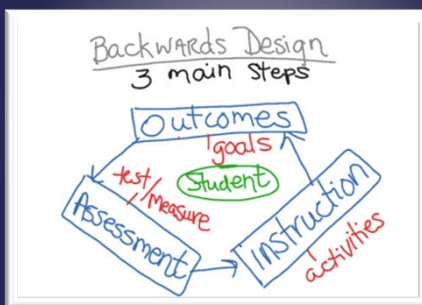 Backwards Design
3 main steps
Outcomes
goals
test/measure
Student
Assessment
Instruction
activities